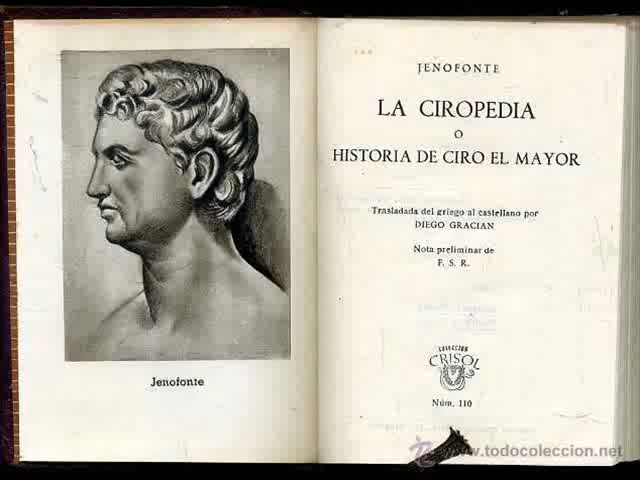 Jenofonte
JENOFONTE
LA CIROPEDIA
O
HISTORIA DE CIRO EL MAYOR
Trasladada del griego al castellano por
DIEGO GRACIAN
Nota preliminar de
F. S. R.
COLECCION
CRISOL
Núm. 110
www.todocoleccion.net